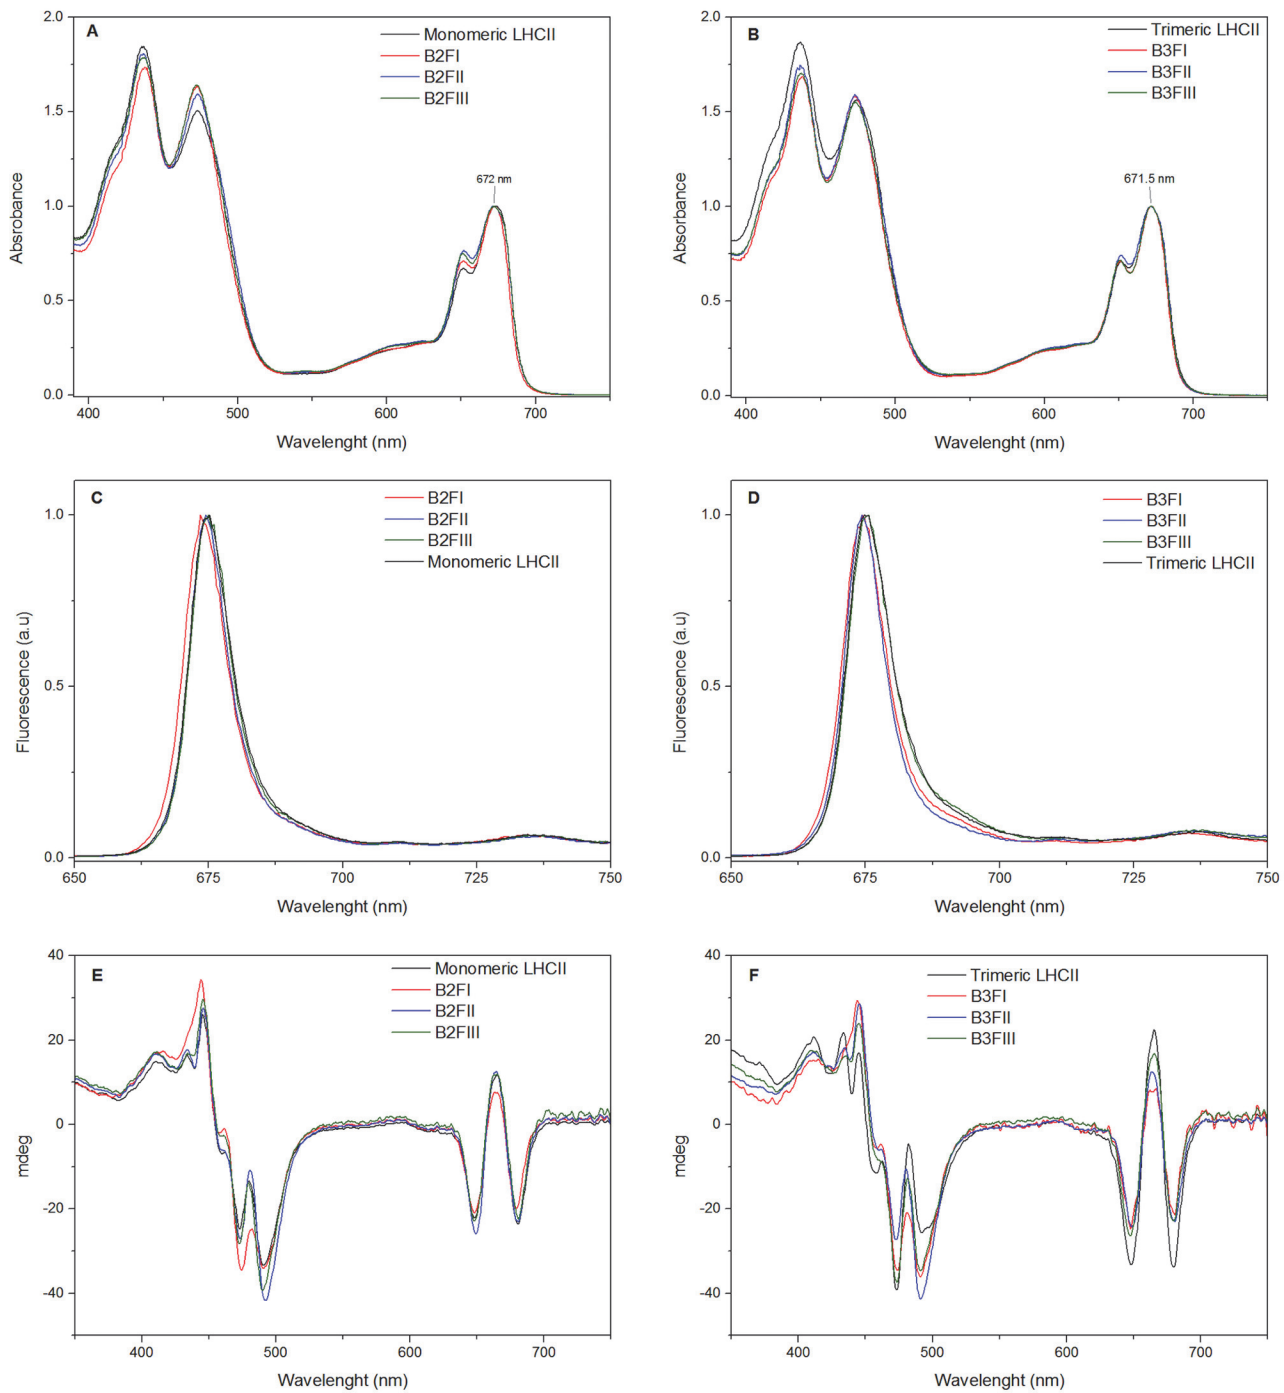 A
Monomeric LHCII
B2FI
B2FII
B2FIII
672 nm
2.0
1.5
1.0
0.5
0.0
Absorbance
400 500 600 700
Wavelenght (nm)
B
Trimeric LHCII
B3FI
B3FII
B3FIII
671.5 nm
2.0
1.5
1.0
0.5
0.0
Absorbance
400 500 600 700
Wavelenght (nm)
C
B2FI
B2FII
B2FIII
Monomeric LHCII
1.0
0.5
0.0
Fluorescence (a.u)
650 675 700 725 750
Wavelenght (nm)
D
B3FI
B3FII
B3FIII
Trimeric LHCII
1.0
0.5
0.0
Fluorescence (a.u)
650 675 700 725 750
Wavelenght (nm)
E
Monomeric LHCII
B2FI
B2FII
B2FIII
40
20
0
-20
-40
mdeg
400 500 600 700
Wavelenght (nm)
F
Trimeric LHCII
B3FI
B3FII
B3FIII
40
20
0
-20
-40
mdeg
400 500 600 700
Wavelenght (nm)